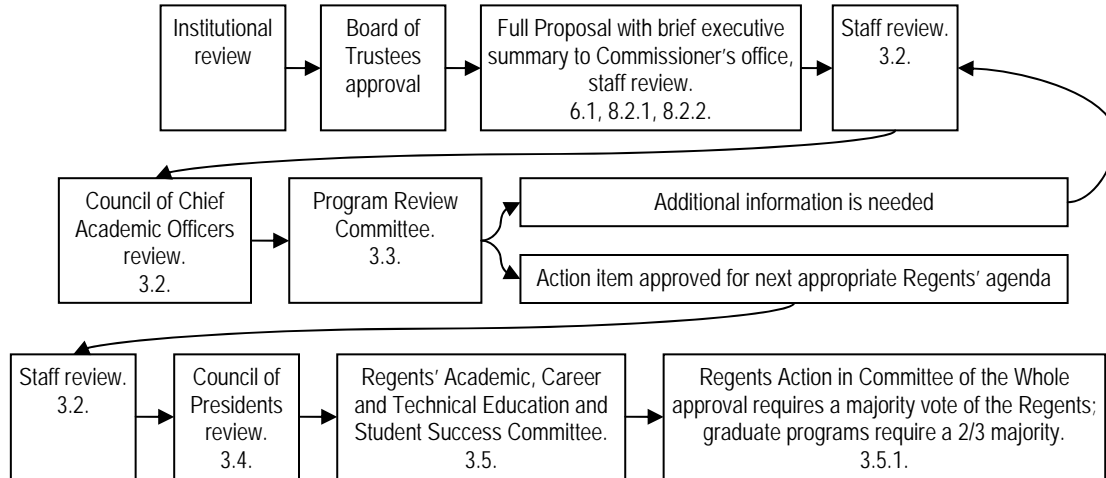 Institutional
review
Board of
Trustees
approval
Full Proposal with brief executive
summary to Commissioner's office,
staff review.
6.1, 8.2.1, 8.2.2.
Staff review.
3.2.
Council of Chief
Academic Officers
review.
3.2.
Program Review
Committee.
3.3.
Additional information is needed
Action item approved for next appropriate Regents' agenda
Staff review.
3.2.
Council of
Presidents
review.
3.4.
Regents' Academic, Career
and Technical Education and
Student Success Committee.
3.5.
Regents Action in Committee of the Whole
approval requires a majority vote of the Regents;
graduate programs require a 2/3 majority.
3.5.1.